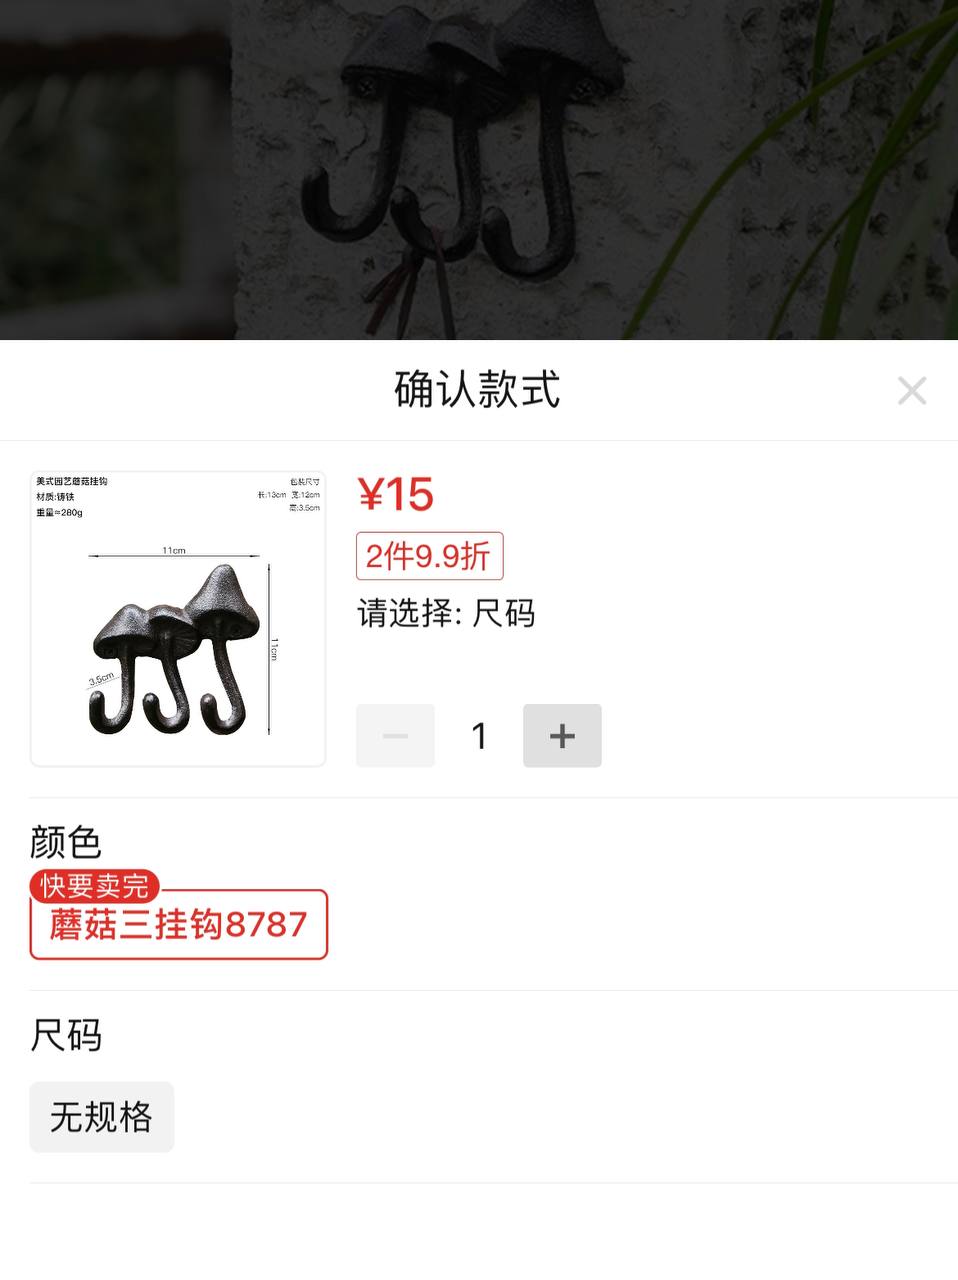 确认款式
美式园艺蘑菇挂钩
材质:铸铁
重量≈280g
包装尺寸
长:13cm 宽:12cm
高:3.5cm
11cm
11cm
3.5cm
¥15
2件9.9折
请选择: 尺码
1
颜色
快要卖完
蘑菇三挂钩8787
尺码
无规格